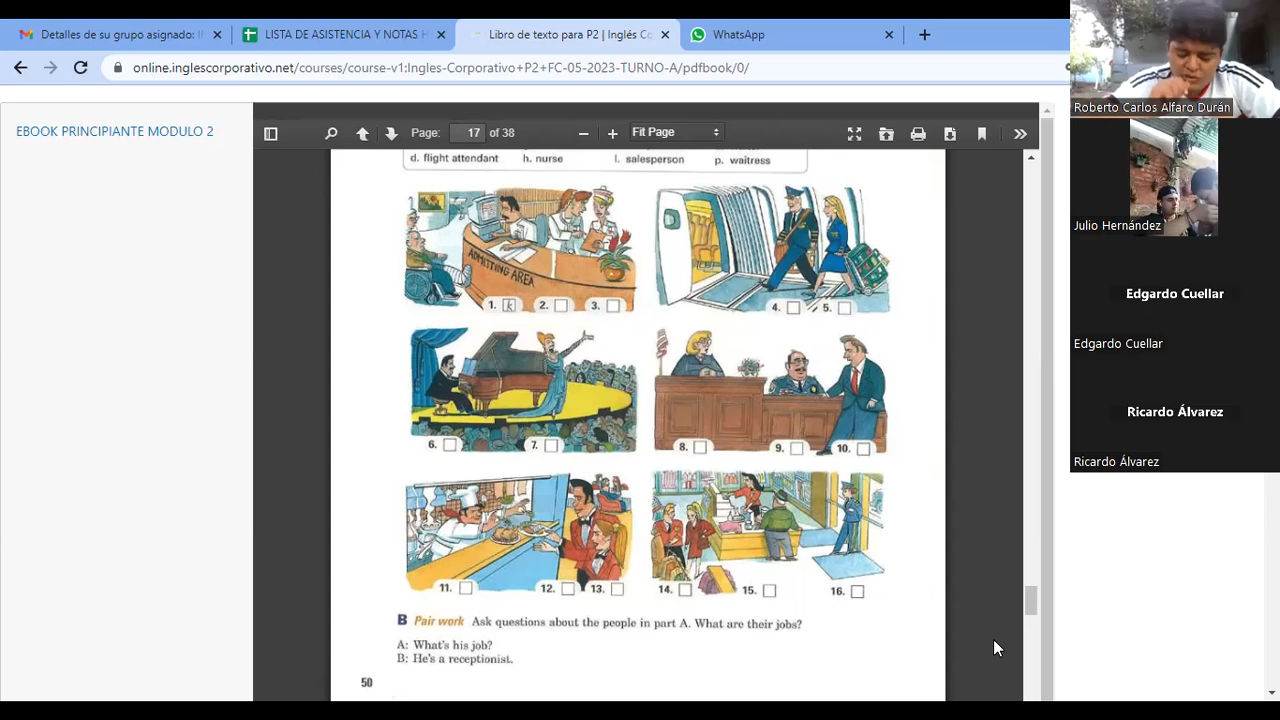 Detalles de su grupo asignado: I
LISTA DE ASISTENCIA Y NOTAS H
Libro de texto para P2 | Inglés Co
WhatsApp
online.inglescorporativo.net/courses/course-v1:Ingles-Corporativo+P2+FC-05-2023-TURNO-A/pdfbook/0/
EBOOK PRINCIPIANTE MODULO 2
Page: 17 of 38
Fit Page
d. flight attendant h. nurse l. salesperson p. waitress
ADMITTING AREA
1. k 2. 3.
4. 5.
6. 7.
8. 9. 10.
11. 12. 13.
14. 15. 16.
B Pair work Ask questions about the people in part A. What are their jobs?
A: What's his job?
B: He's a receptionist.
50
Roberto Carlos Alfaro Durán
Julio Hernández
Edgardo Cuellar
Edgardo Cuellar
Ricardo Álvarez
Ricardo Álvarez